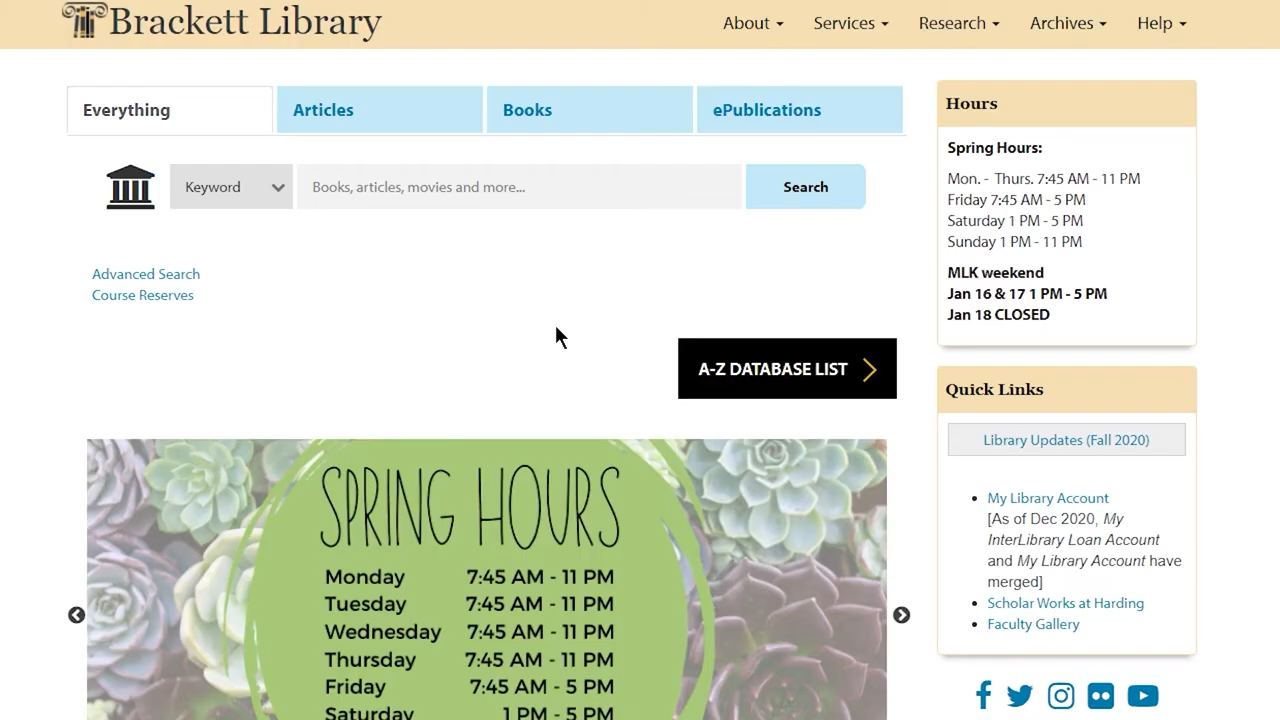 Brackett Library
About
Services
Research
Archives
Help
Everything
Articles
Books
ePublications
Keyword
Books, articles, movies and more...
Search
Advanced Search
Course Reserves
A-Z DATABASE LIST
SPRING HOURS
Monday 7:45 AM - 11 PM
Tuesday 7:45 AM - 11 PM
Wednesday 7:45 AM - 11 PM
Thursday 7:45 AM - 11 PM
Friday 7:45 AM - 5 PM
Saturday 1 PM - 5 PM
Hours
Spring Hours:
Mon. - Thurs. 7:45 AM - 11 PM
Friday 7:45 AM - 5 PM
Saturday 1 PM - 5 PM
Sunday 1 PM - 11 PM
MLK weekend
Jan 16 & 17 1 PM - 5 PM
Jan 18 CLOSED
Quick Links
Library Updates (Fall 2020)
My Library Account
[As of Dec 2020, My
InterLibrary Loan Account
and My Library Account have
merged]
Scholar Works at Harding
Faculty Gallery